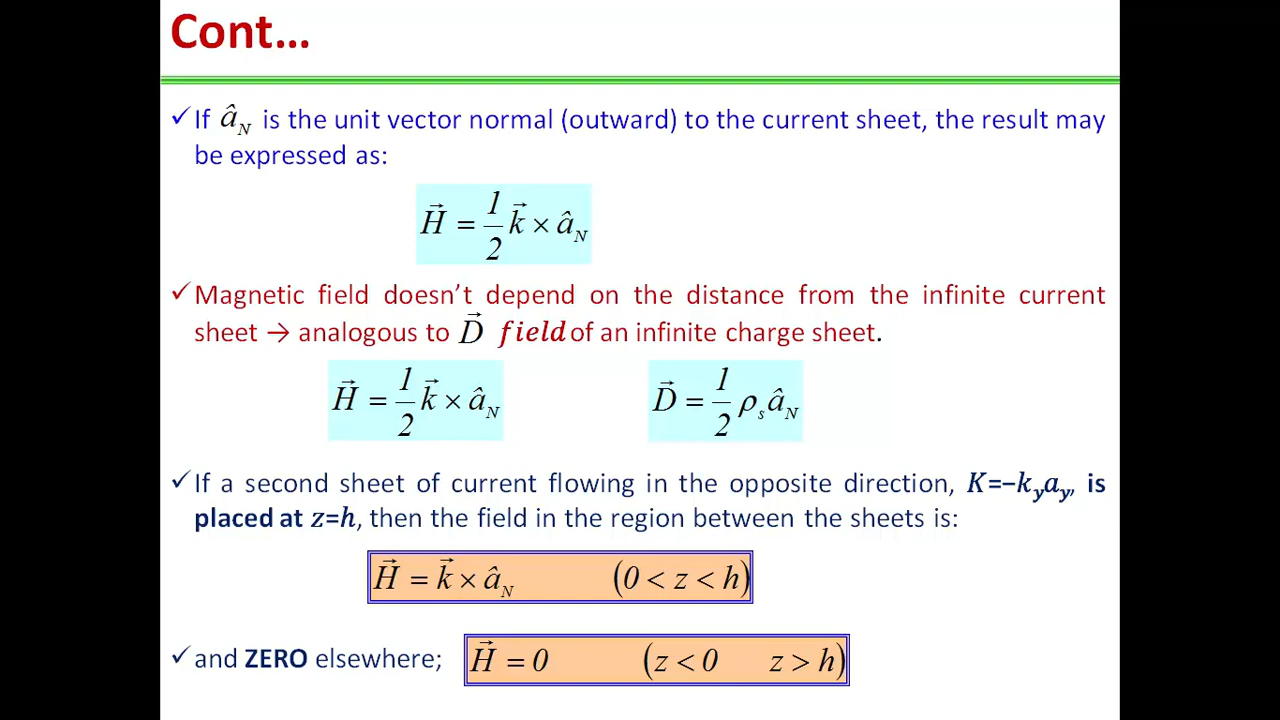 Cont...
✓If â_N is the unit vector normal (outward) to the current sheet, the result may
be expressed as:
H⃗ = 1/2 k⃗ × â_N
✓Magnetic field doesn't depend on the distance from the infinite current
sheet → analogous to D⃗ field of an infinite charge sheet.
H⃗ = 1/2 k⃗ × â_N D⃗ = 1/2 ρ_s â_N
✓If a second sheet of current flowing in the opposite direction, K=−k_y a_y, is
placed at z=h, then the field in the region between the sheets is:
H⃗ = k⃗ × â_N (0 < z < h)
✓and ZERO elsewhere; H⃗ = 0 (z < 0 z > h)